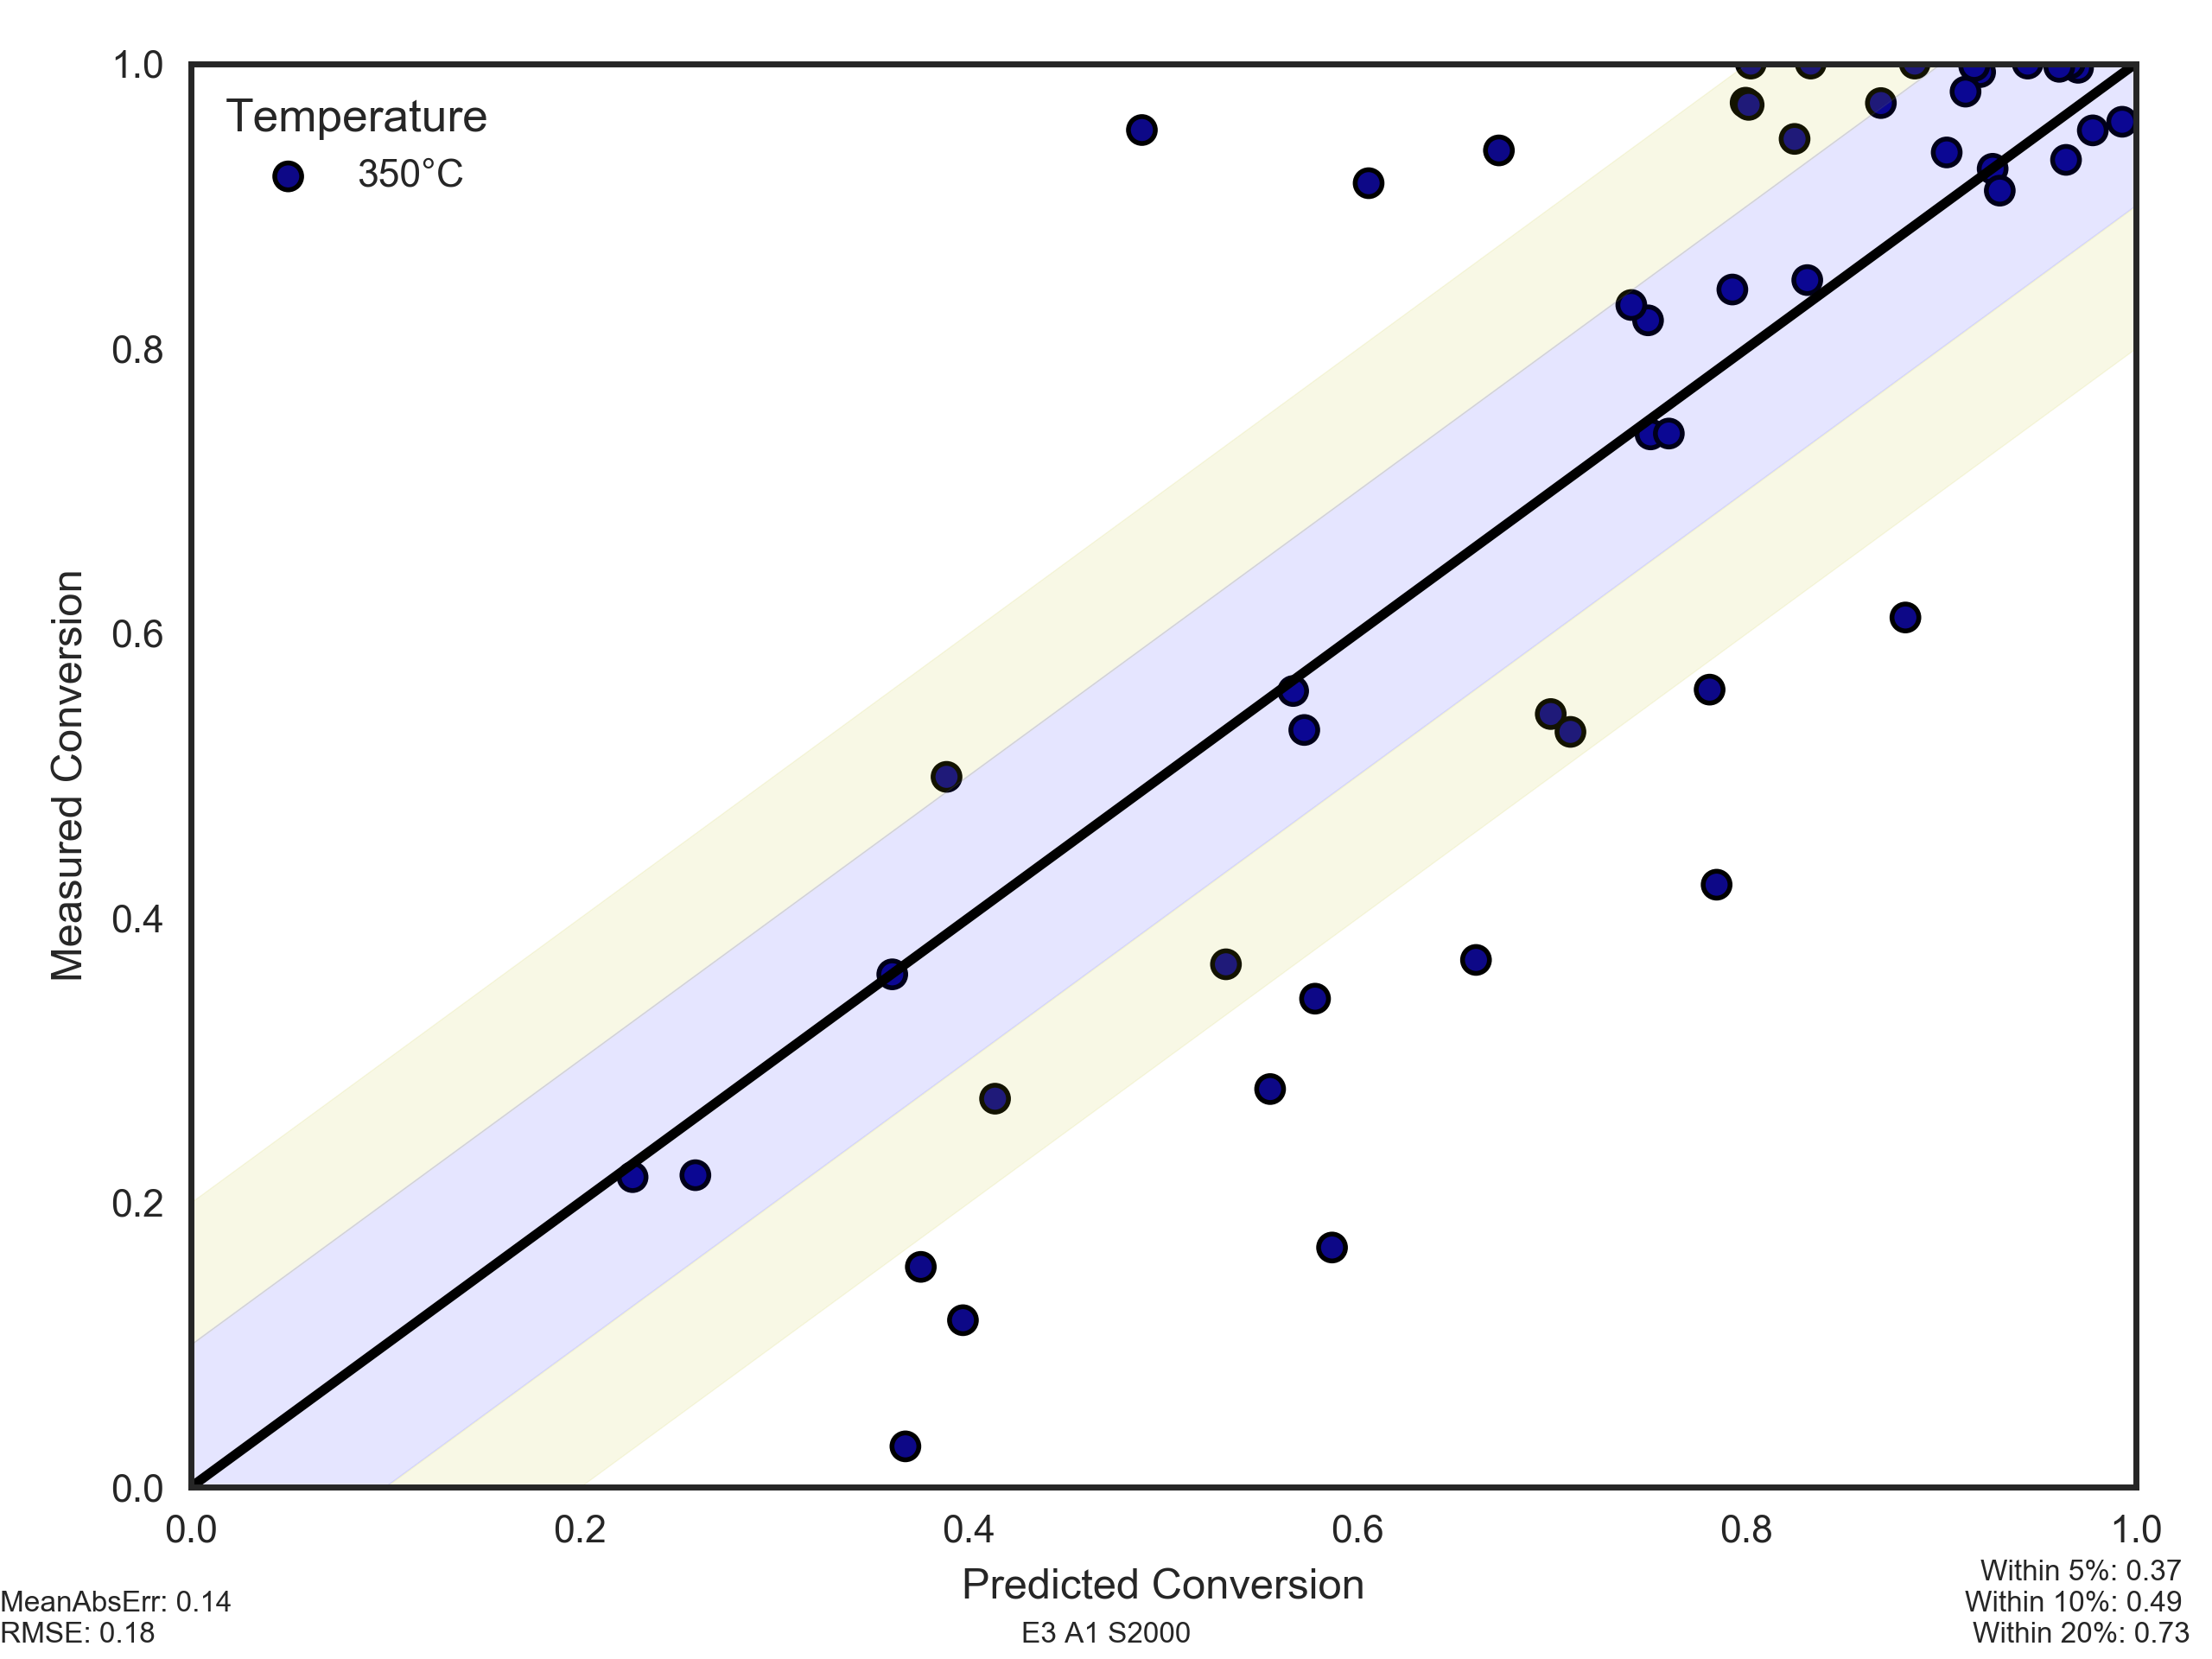 Temperature
350°C
1.0
0.8
0.6
0.4
0.2
0.0
Measured Conversion
0.0 0.2 0.4 0.6 0.8 1.0
Predicted Conversion
E3 A1 S2000
MeanAbsErr: 0.14
RMSE: 0.18
Within 5%: 0.37
Within 10%: 0.49
Within 20%: 0.73